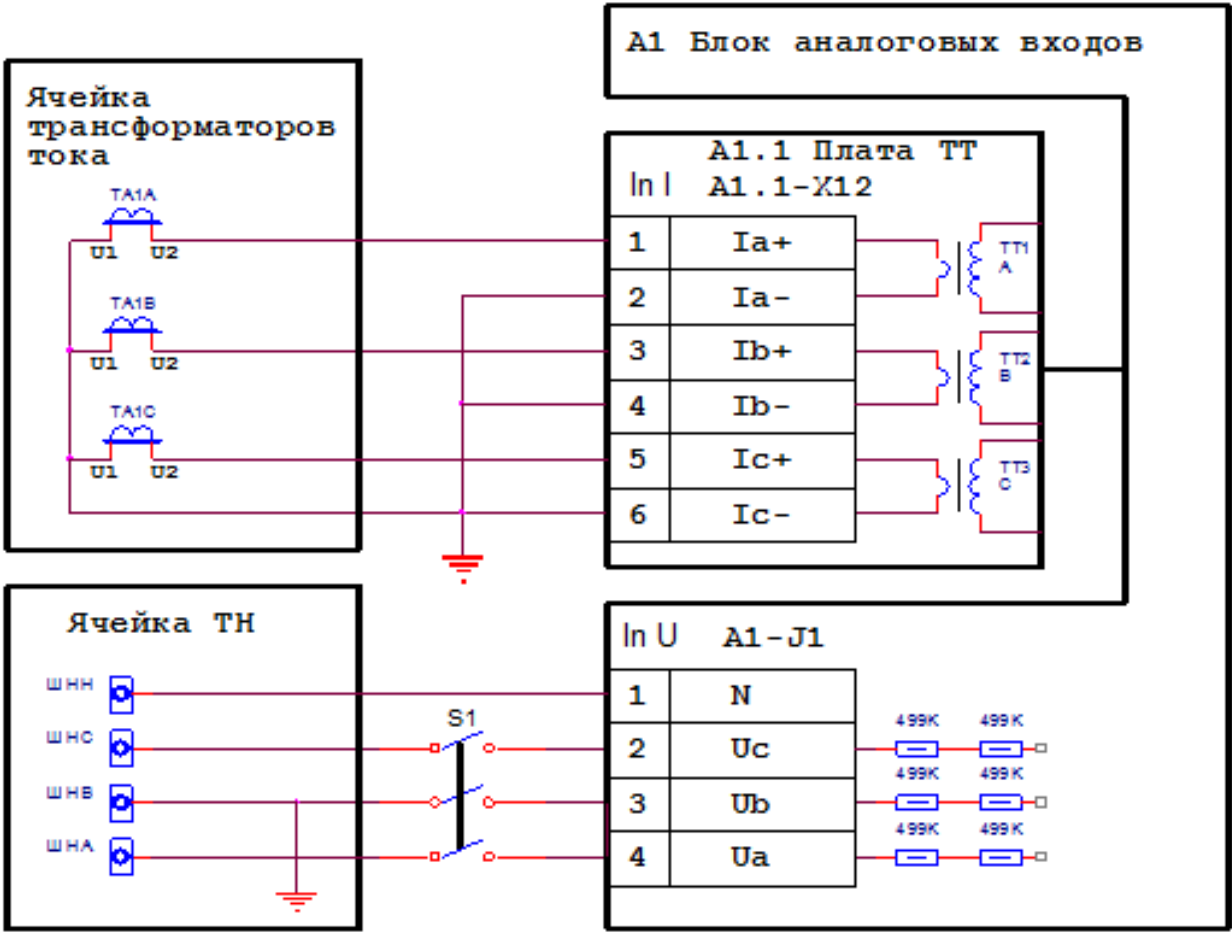 A1 Блок аналоговых входов
Ячейка
трансформаторов
тока
TA1A
U1 U2
TA1B
U1 U2
TA1C
U1 U2
A1.1 Плата ТТ
In I A1.1-X12
1 Ia+
2 Ia-
3 Ib+
4 Ib-
5 Ic+
6 Ic-
TT1
A
TT2
B
TT3
C
Ячейка ТН
ШНН
ШНС
ШНВ
ШНА
S1
In U A1-J1
1 N
2 Uc
3 Ub
4 Ua
499K 499K
499K 499K
499K 499K